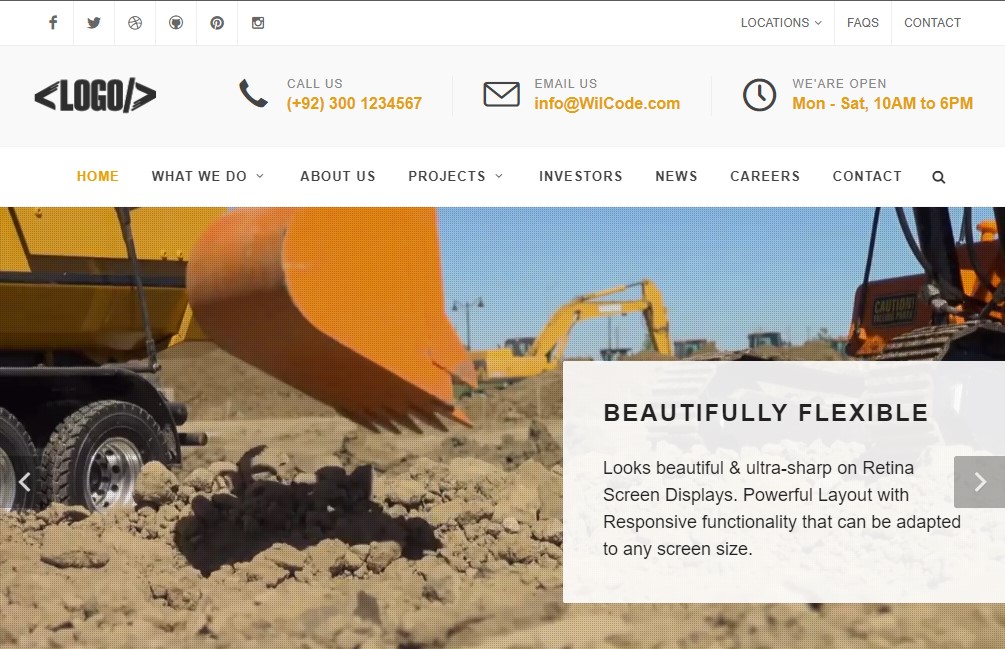 LOCATIONS FAQS CONTACT
<LOGO/>
CALL US
(+92) 300 1234567
EMAIL US
info@WilCode.com
WE'ARE OPEN
Mon - Sat, 10AM to 6PM
HOME WHAT WE DO ABOUT US PROJECTS INVESTORS NEWS CAREERS CONTACT
CAUTION!
BEAUTIFULLY FLEXIBLE
Looks beautiful & ultra-sharp on Retina
Screen Displays. Powerful Layout with
Responsive functionality that can be adapted
to any screen size.